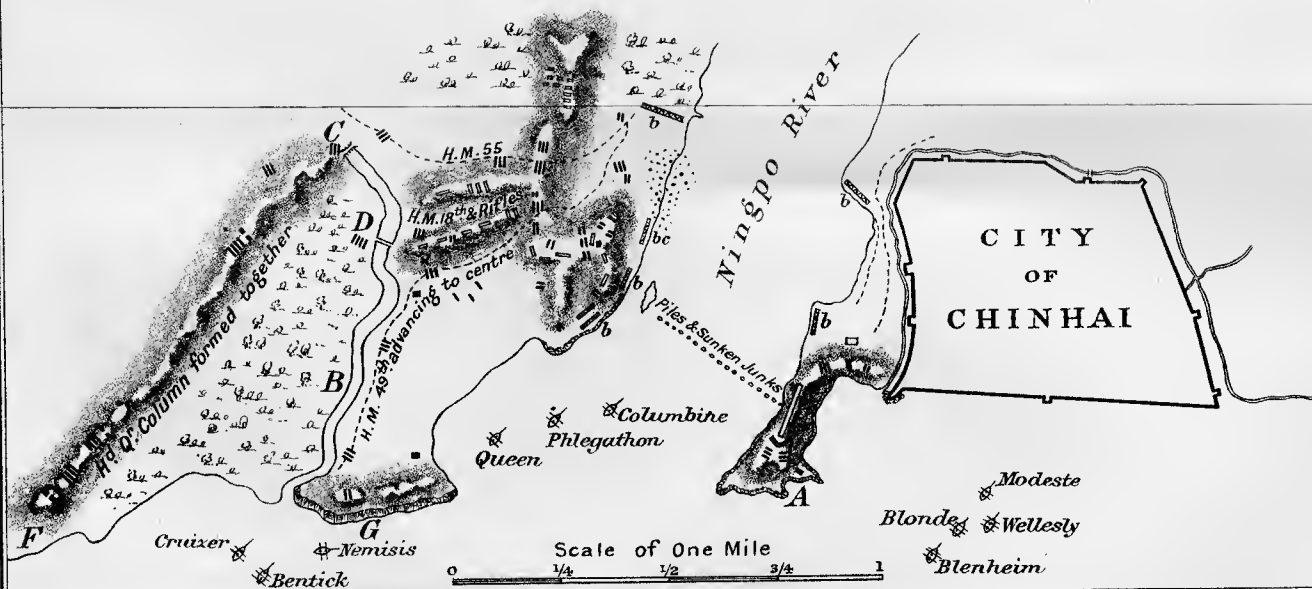 Ningpo River
C
b
H.M. 55
b
D
H.M. 18th & Rifles
CITY
OF
CHINHAI
bc
Hd. Qr. Column formed together
H.M. 49th advancing to centre
b
b
b
Piles & Sunken Junks
B
Columbine
Phlegathon
Queen
A
Modeste
F
G
Blonde
Wellesly
Cruizer
Nemisis
Blenheim
Bentick
Scale of One Mile
0 1/4 1/2 3/4 1